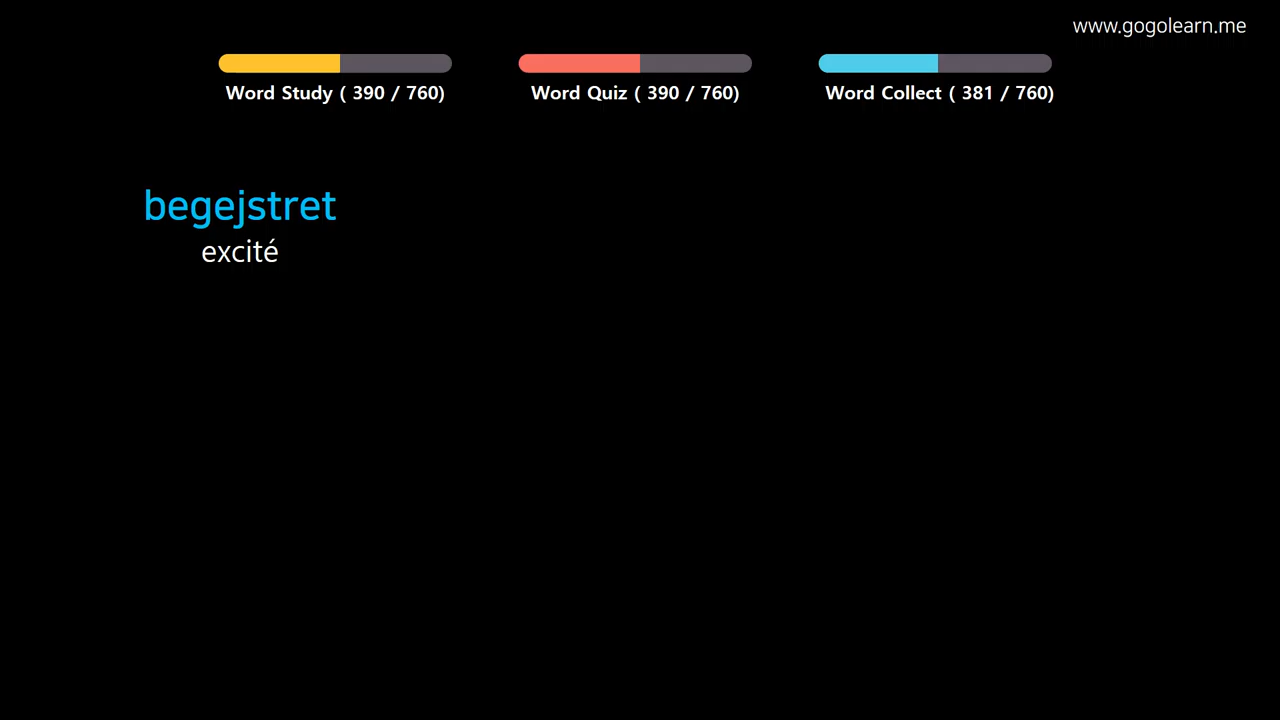 www.gogolearn.me
Word Study ( 390 / 760)
Word Quiz ( 390 / 760)
Word Collect ( 381 / 760)
begejstret
excité